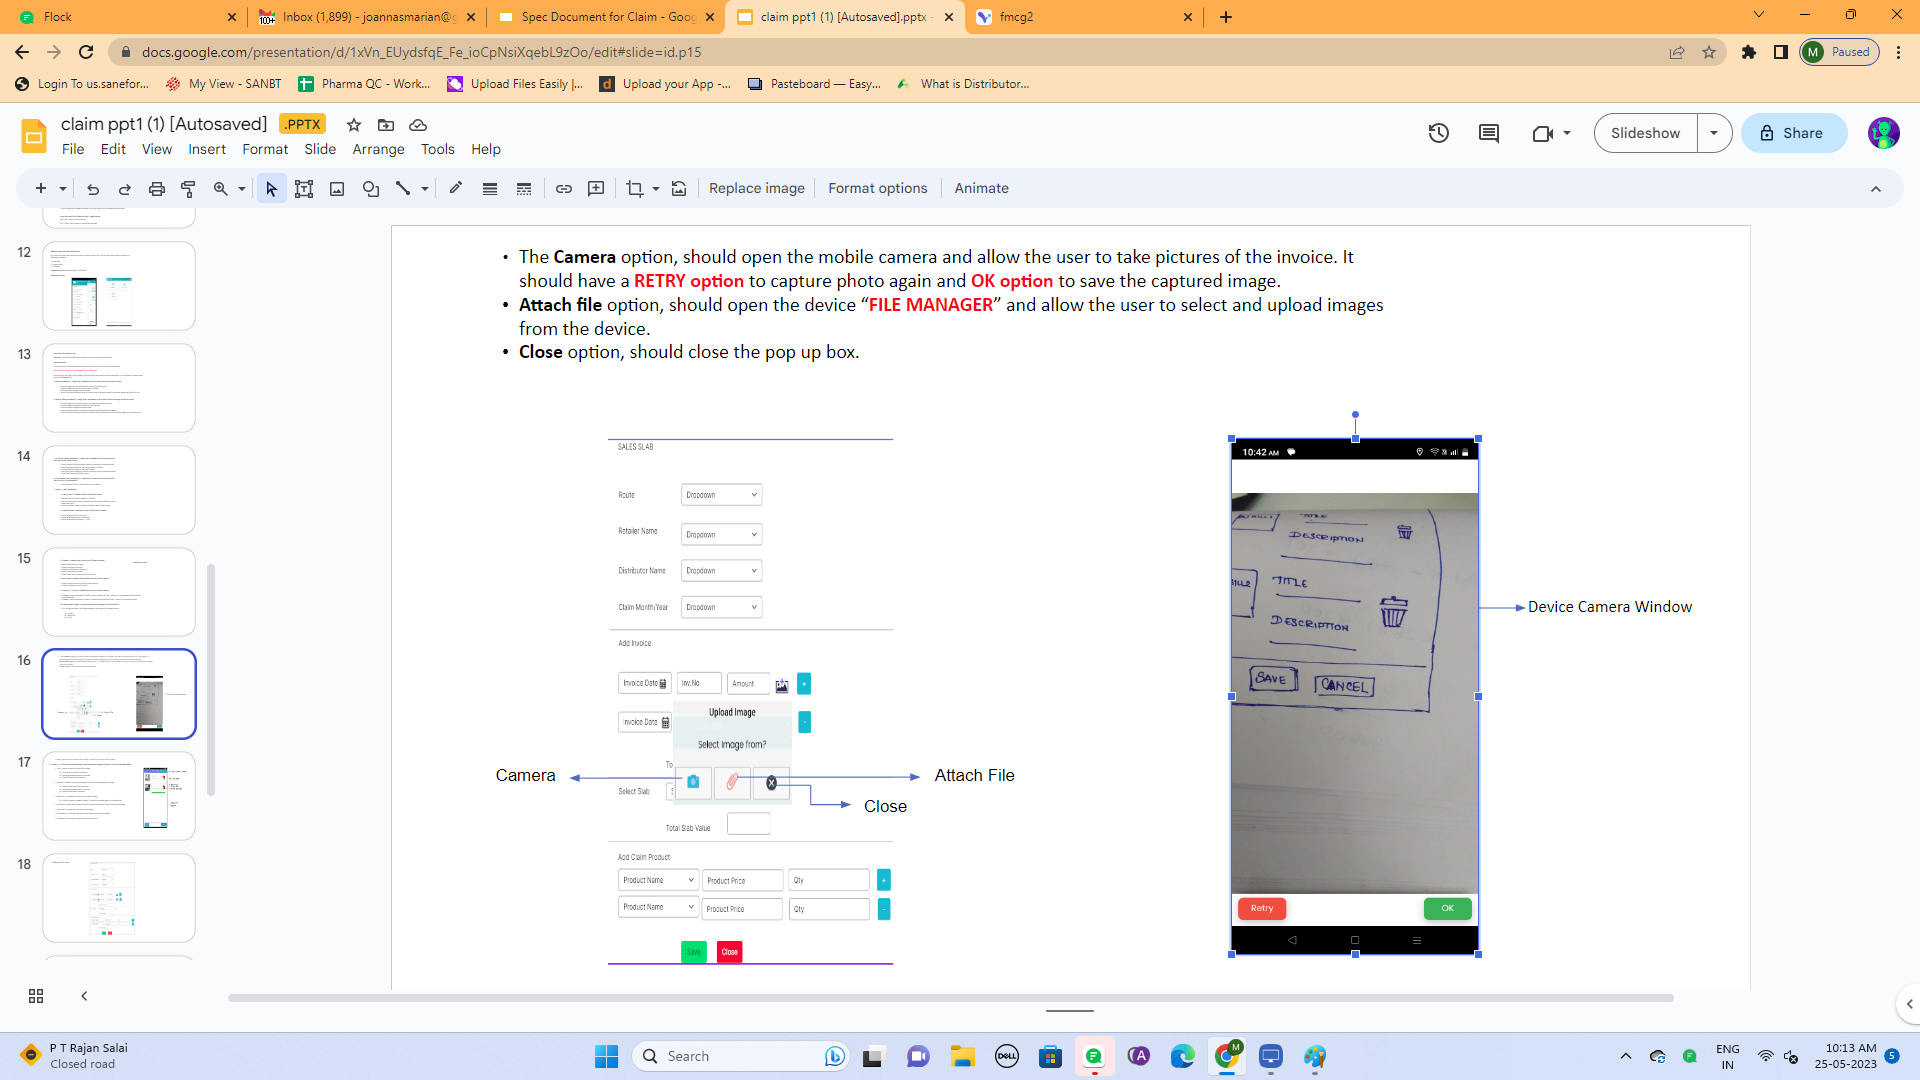 Flock
Inbox (1,899) - joannasmarian@g
Spec Document for Claim - Goog
claim ppt1 (1) [Autosaved].pptx -
fmcg2
docs.google.com/presentation/d/1xVn_EUydsfqE_Fe_ioCpNsiXqebL9zOo/edit#slide=id.p15
M Paused
Login To us.sanefor...
My View - SANBT
Pharma QC - Work...
Upload Files Easily |...
Upload your App -...
Pasteboard — Easy...
What is Distributor...
claim ppt1 (1) [Autosaved]
.PPTX
File Edit View Insert Format Slide Arrange Tools Help
Slideshow
Share
Replace image
Format options
Animate
12
13
14
15
16
17
18
• The Camera option, should open the mobile camera and allow the user to take pictures of the invoice. It
should have a RETRY option to capture photo again and OK option to save the captured image.
• Attach file option, should open the device “FILE MANAGER” and allow the user to select and upload images
from the device.
• Close option, should close the pop up box.
SALES SLAB
Route Dropdown
Retailer Name Dropdown
Distributor Name Dropdown
Claim Month/Year Dropdown
Add Invoice
Invoice Date Inv.No Amount +
Invoice Date -
Upload Image
Select Image from?
To
Camera
Attach File
Select Slab S
Close
Total Slab Value
Add Claim Product
Product Name Product Price Qty +
Product Name Product Price Qty -
Save Close
10:42 AM
TITLE
DESCRIPTION
TITLE
DESCRIPTION
SAVE CANCEL
Retry OK
Device Camera Window
P T Rajan Salai
Closed road
Search
DELL
M
ENG
IN
10:13 AM
25-05-2023
5